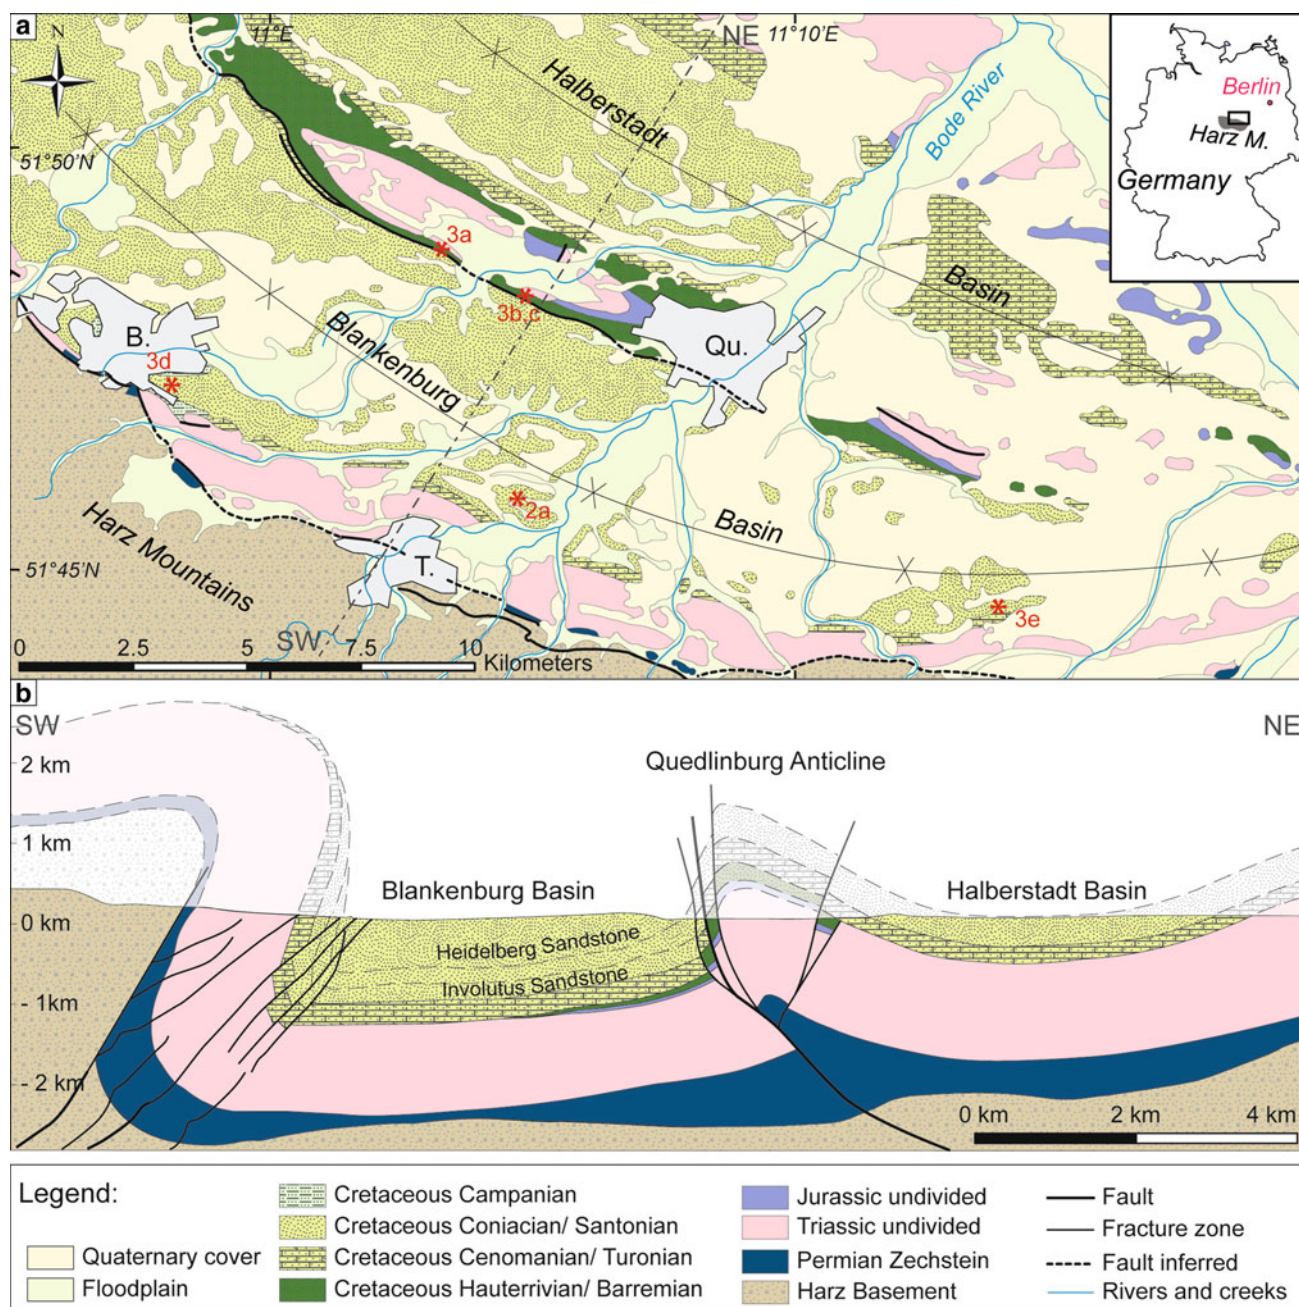 a
N
11°E
NE
11°10'E
Halberstadt
Bode River
Berlin
Harz M.
Germany
51°50'N
3a
3b,c
Basin
B.
3d
Blankenburg
Qu.
2a
Basin
Harz Mountains
51°45'N
T.
3e
SW
0 2.5 5 7.5 10
Kilometers
b
SW
NE
Quedlinburg Anticline
2 km
1 km
Blankenburg Basin
Halberstadt Basin
0 km
Heidelberg Sandstone
Involutus Sandstone
- 1km
- 2 km
0 km 2 km 4 km
Legend:
Quaternary cover
Floodplain
Cretaceous Campanian
Cretaceous Coniacian/ Santonian
Cretaceous Cenomanian/ Turonian
Cretaceous Hauterrivian/ Barremian
Jurassic undivided
Triassic undivided
Permian Zechstein
Harz Basement
Fault
Fracture zone
Fault inferred
Rivers and creeks